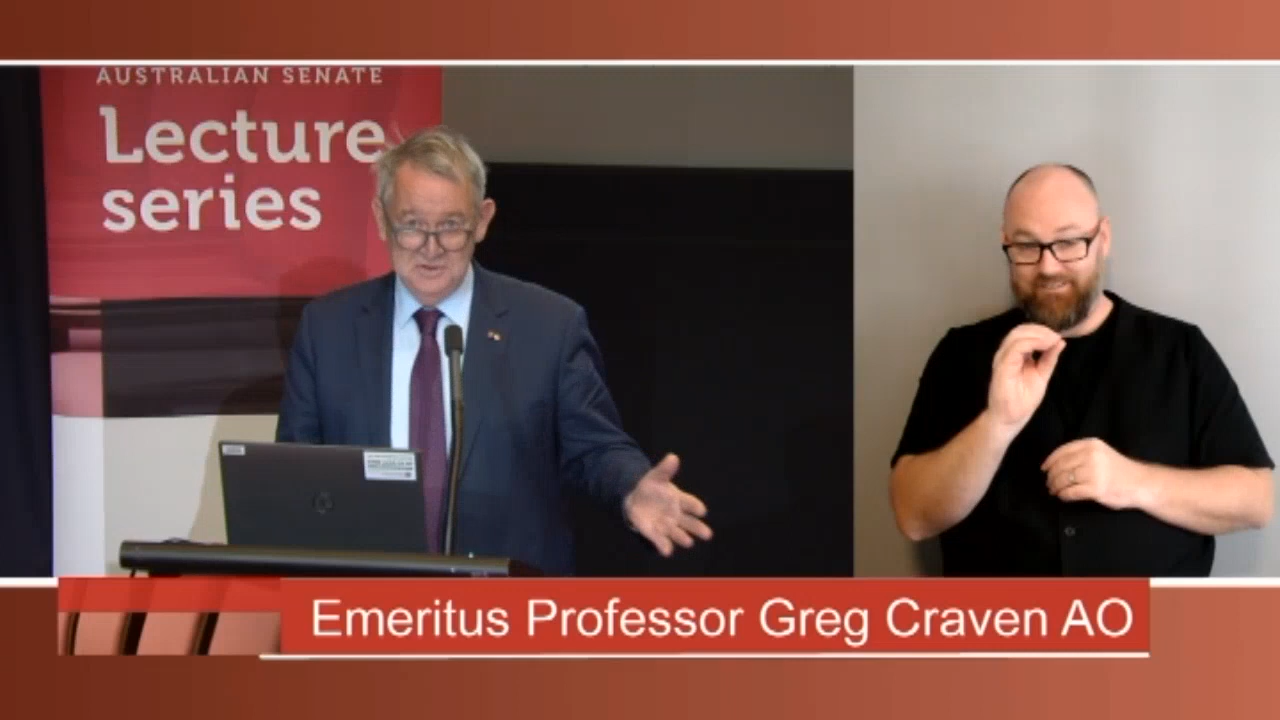 AUSTRALIAN SENATE
Lecture
series
Emeritus Professor Greg Craven AO